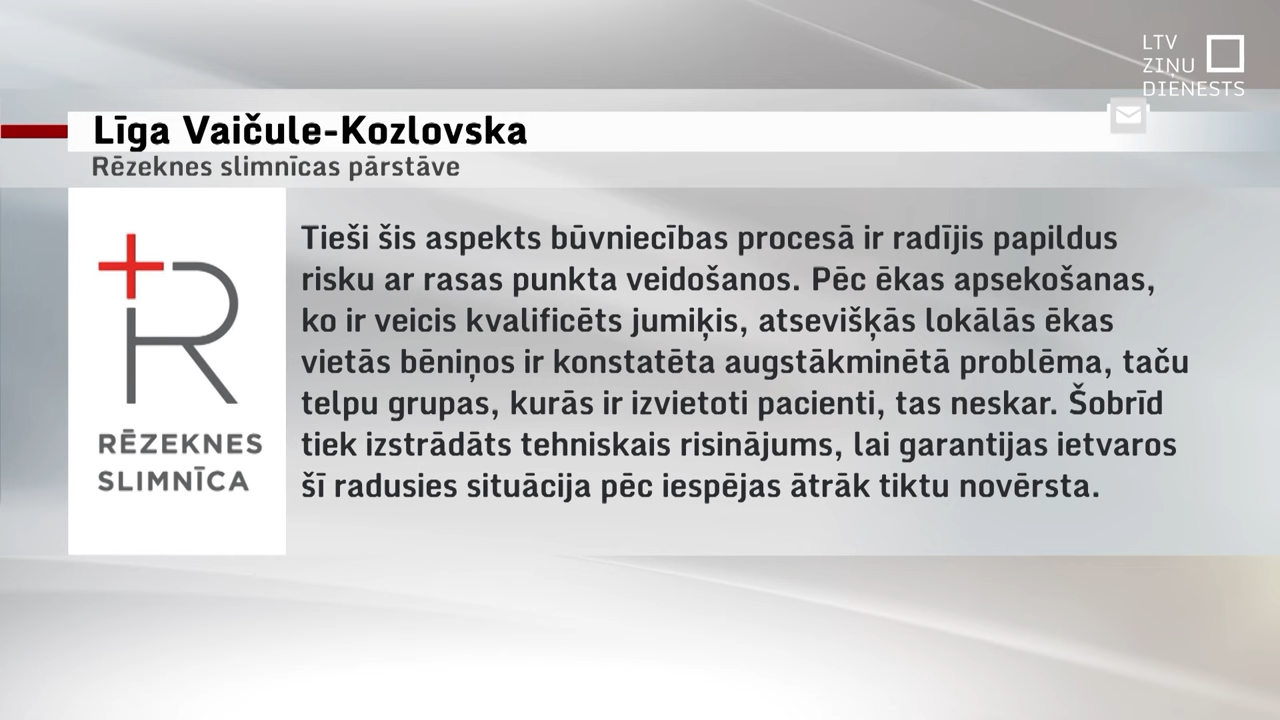 LTV
ZIŅU
DIENESTS
Līga Vaičule-Kozlovska
Rēzeknes slimnīcas pārstāve
R
RĒZEKNES
SLIMNĪCA
Tieši šis aspekts būvniecības procesā ir radījis papildus
risku ar rasas punkta veidošanos. Pēc ēkas apsekošanas,
ko ir veicis kvalificēts jumiķis, atsevišķās lokālās ēkas
vietās bēniņos ir konstatēta augstākminētā problēma, taču
telpu grupas, kurās ir izvietoti pacienti, tas neskar. Šobrīd
tiek izstrādāts tehniskais risinājums, lai garantijas ietvaros
šī radusies situācija pēc iespējas ātrāk tiktu novērsta.